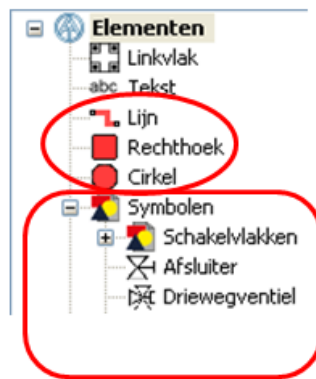 Elementen
Linkvlak
abc Tekst
Lijn
Rechthoek
Cirkel
Symbolen
Schakelvlakken
Afsluiter
Driewegventiel